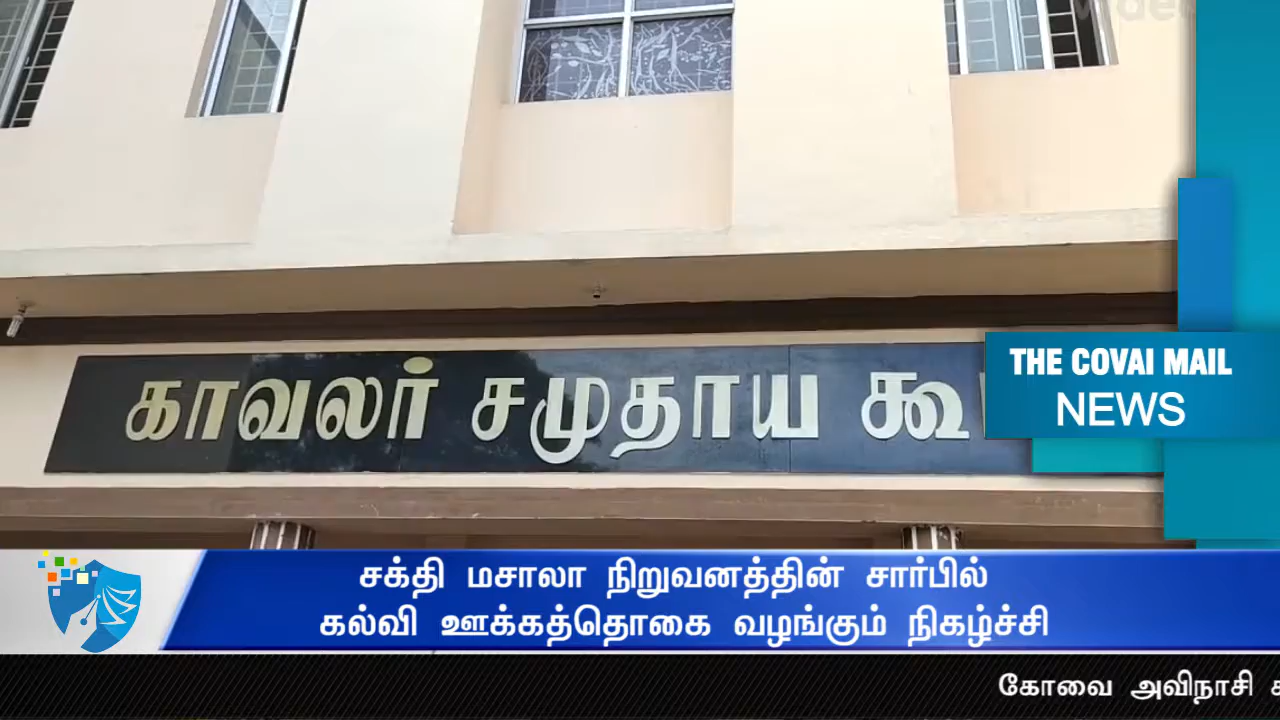 காவலர் சமுதாய
THE COVAI MAIL
NEWS
சக்தி மசாலா நிறுவனத்தின் சார்பில்
கல்வி ஊக்கத்தொகை வழங்கும் நிகழ்ச்சி
கோவை அவிநாசி